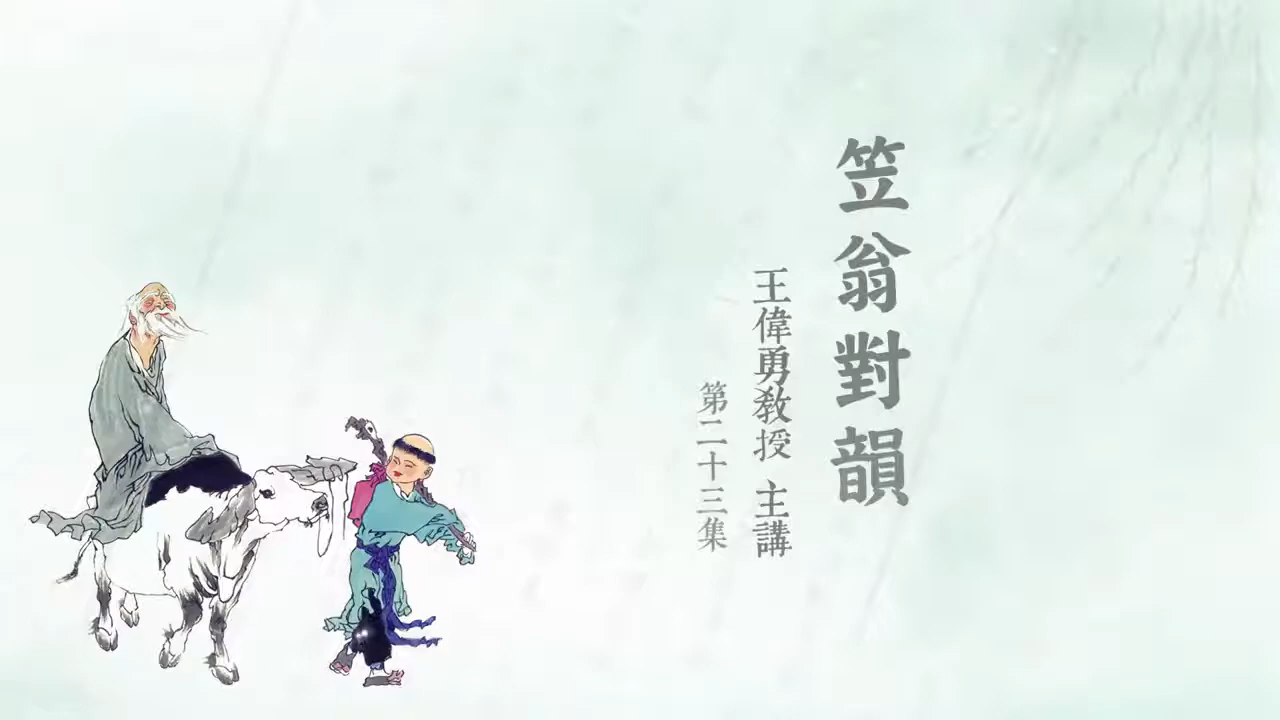 笠翁對韻
王偉勇教授 主講
第二十三集